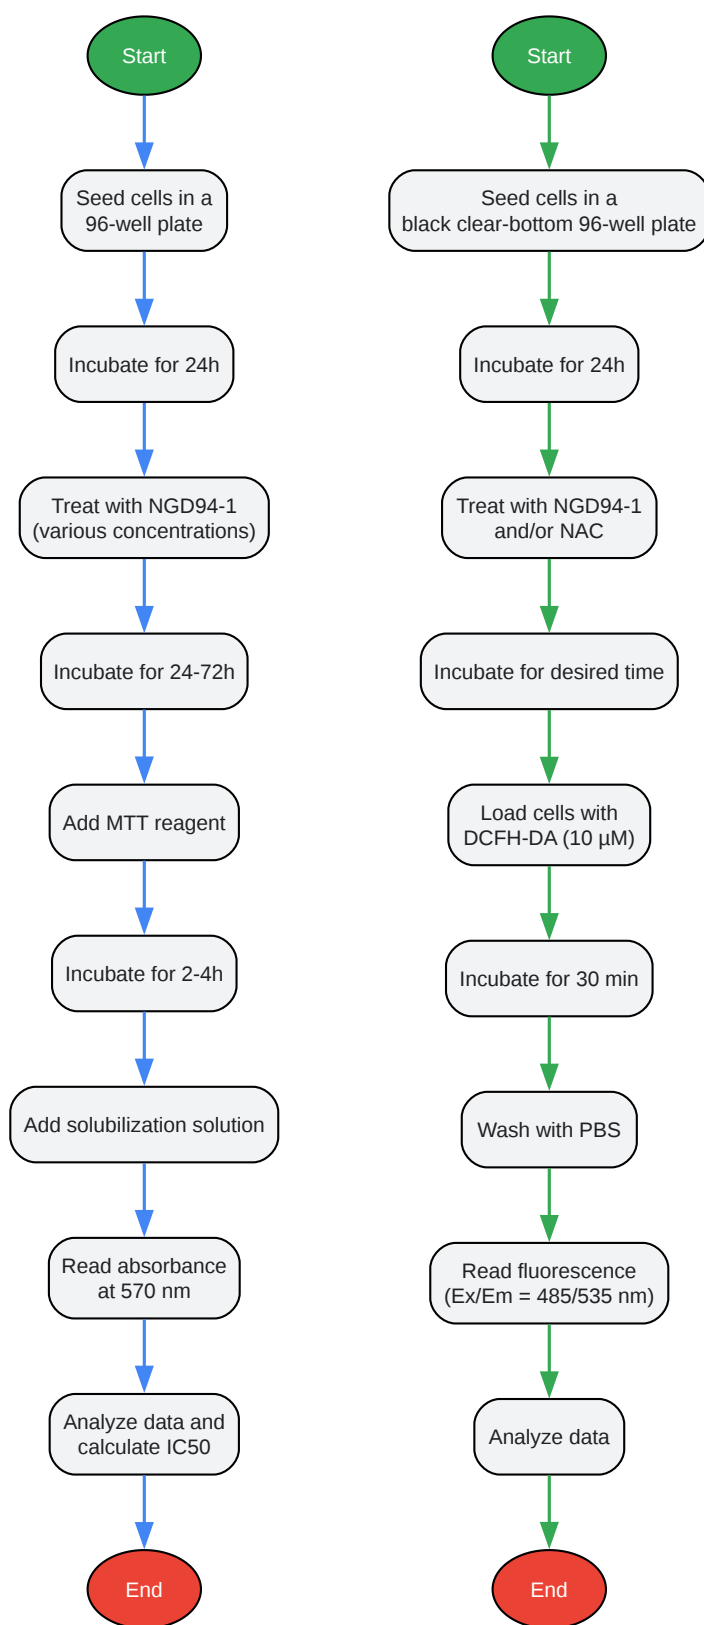 Start
Seed cells in a
96-well plate
Incubate for 24h
Treat with NGD94-1
(various concentrations)
Incubate for 24-72h
Add MTT reagent
Incubate for 2-4h
Add solubilization solution
Read absorbance
at 570 nm
Analyze data and
calculate IC50
End
Start
Seed cells in a
black clear-bottom 96-well plate
Incubate for 24h
Treat with NGD94-1
and/or NAC
Incubate for desired time
Load cells with
DCFH-DA (10 µM)
Incubate for 30 min
Wash with PBS
Read fluorescence
(Ex/Em = 485/535 nm)
Analyze data
End